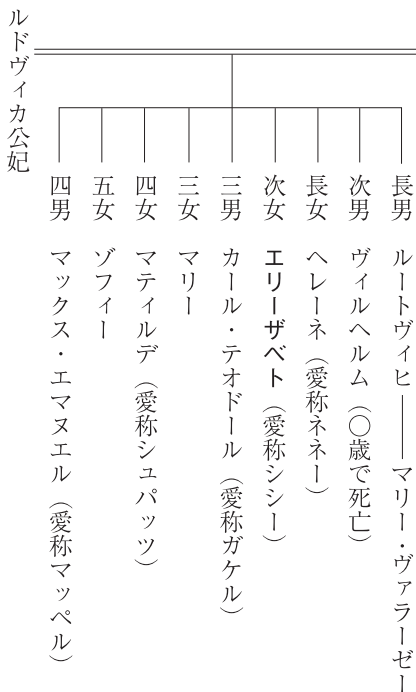 長男 ルートヴィヒ――マリー・ヴァラーゼー
次男 ヴィルヘルム（〇歳で死亡）
長女 ヘレーネ（愛称ネネー）
次女 エリーザベト（愛称シシー）
三男 カール・テオドール（愛称ガケル）
三女 マリー
四女 マティルデ（愛称シュパッツ）
五女 ゾフィー
四男 マックス・エマヌエル（愛称マッペル）
ルドヴィカ公妃